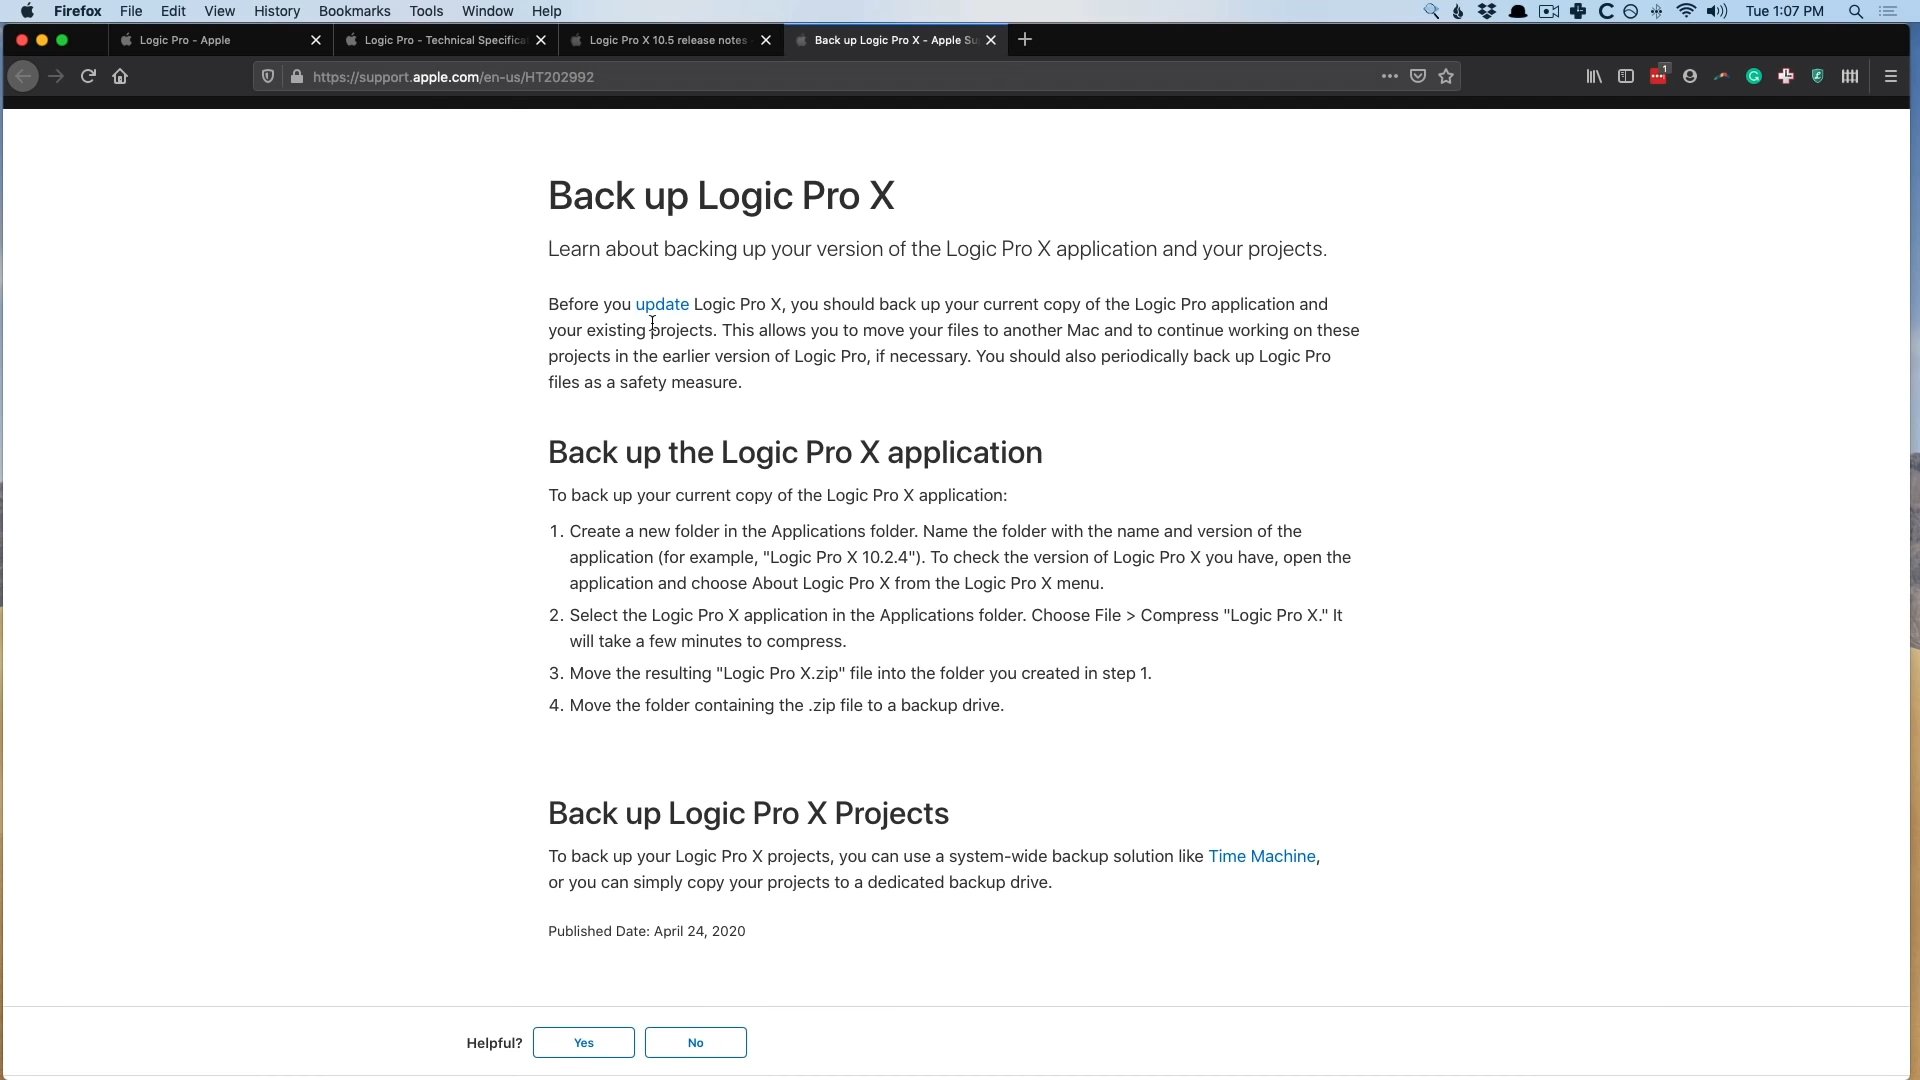 Firefox File Edit View History Bookmarks Tools Window Help Tue 1:07 PM
Logic Pro - Apple Logic Pro - Technical Specifica Logic Pro X 10.5 release notes Back up Logic Pro X - Apple Su
https://support.apple.com/en-us/HT202992 1
Back up Logic Pro X
Learn about backing up your version of the Logic Pro X application and your projects.
Before you update Logic Pro X, you should back up your current copy of the Logic Pro application and
your existing projects. This allows you to move your files to another Mac and to continue working on these
projects in the earlier version of Logic Pro, if necessary. You should also periodically back up Logic Pro
files as a safety measure.
Back up the Logic Pro X application
To back up your current copy of the Logic Pro X application:
1. Create a new folder in the Applications folder. Name the folder with the name and version of the
application (for example, "Logic Pro X 10.2.4"). To check the version of Logic Pro X you have, open the
application and choose About Logic Pro X from the Logic Pro X menu.
2. Select the Logic Pro X application in the Applications folder. Choose File > Compress "Logic Pro X." It
will take a few minutes to compress.
3. Move the resulting "Logic Pro X.zip" file into the folder you created in step 1.
4. Move the folder containing the .zip file to a backup drive.
Back up Logic Pro X Projects
To back up your Logic Pro X projects, you can use a system-wide backup solution like Time Machine,
or you can simply copy your projects to a dedicated backup drive.
Published Date: April 24, 2020
Helpful? Yes No